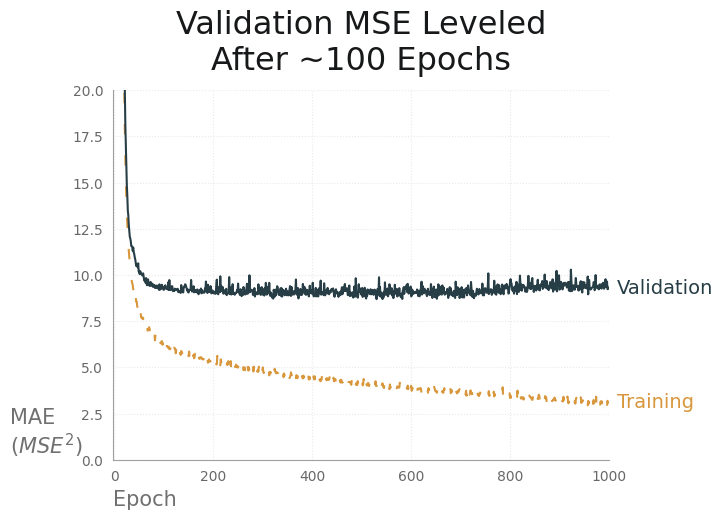 Validation MSE Leveled
After ~100 Epochs
20.0
17.5
15.0
12.5
10.0
7.5
5.0
2.5
0.0
Validation
Training
MAE
(MSE²)
0 200 400 600 800 1000
Epoch